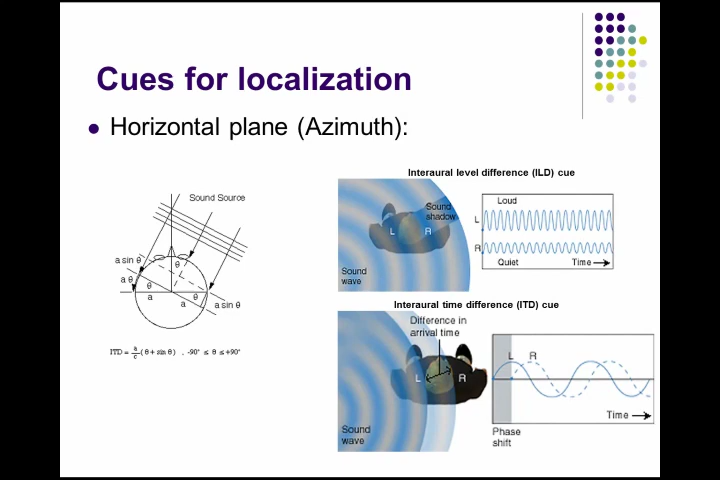 Cues for localization
Horizontal plane (Azimuth):
Sound Source
a sin θ
a θ
θ
θ
θ
a
a
a sin θ
ITD = a/c (θ + sin θ) , -90° ≤ θ ≤ +90°
Interaural level difference (ILD) cue
Sound
shadow
L
R
Sound
wave
Loud
L
R
Quiet
Time
Interaural time difference (ITD) cue
Difference in
arrival time
L
R
Sound
wave
L
R
Time
Phase
shift